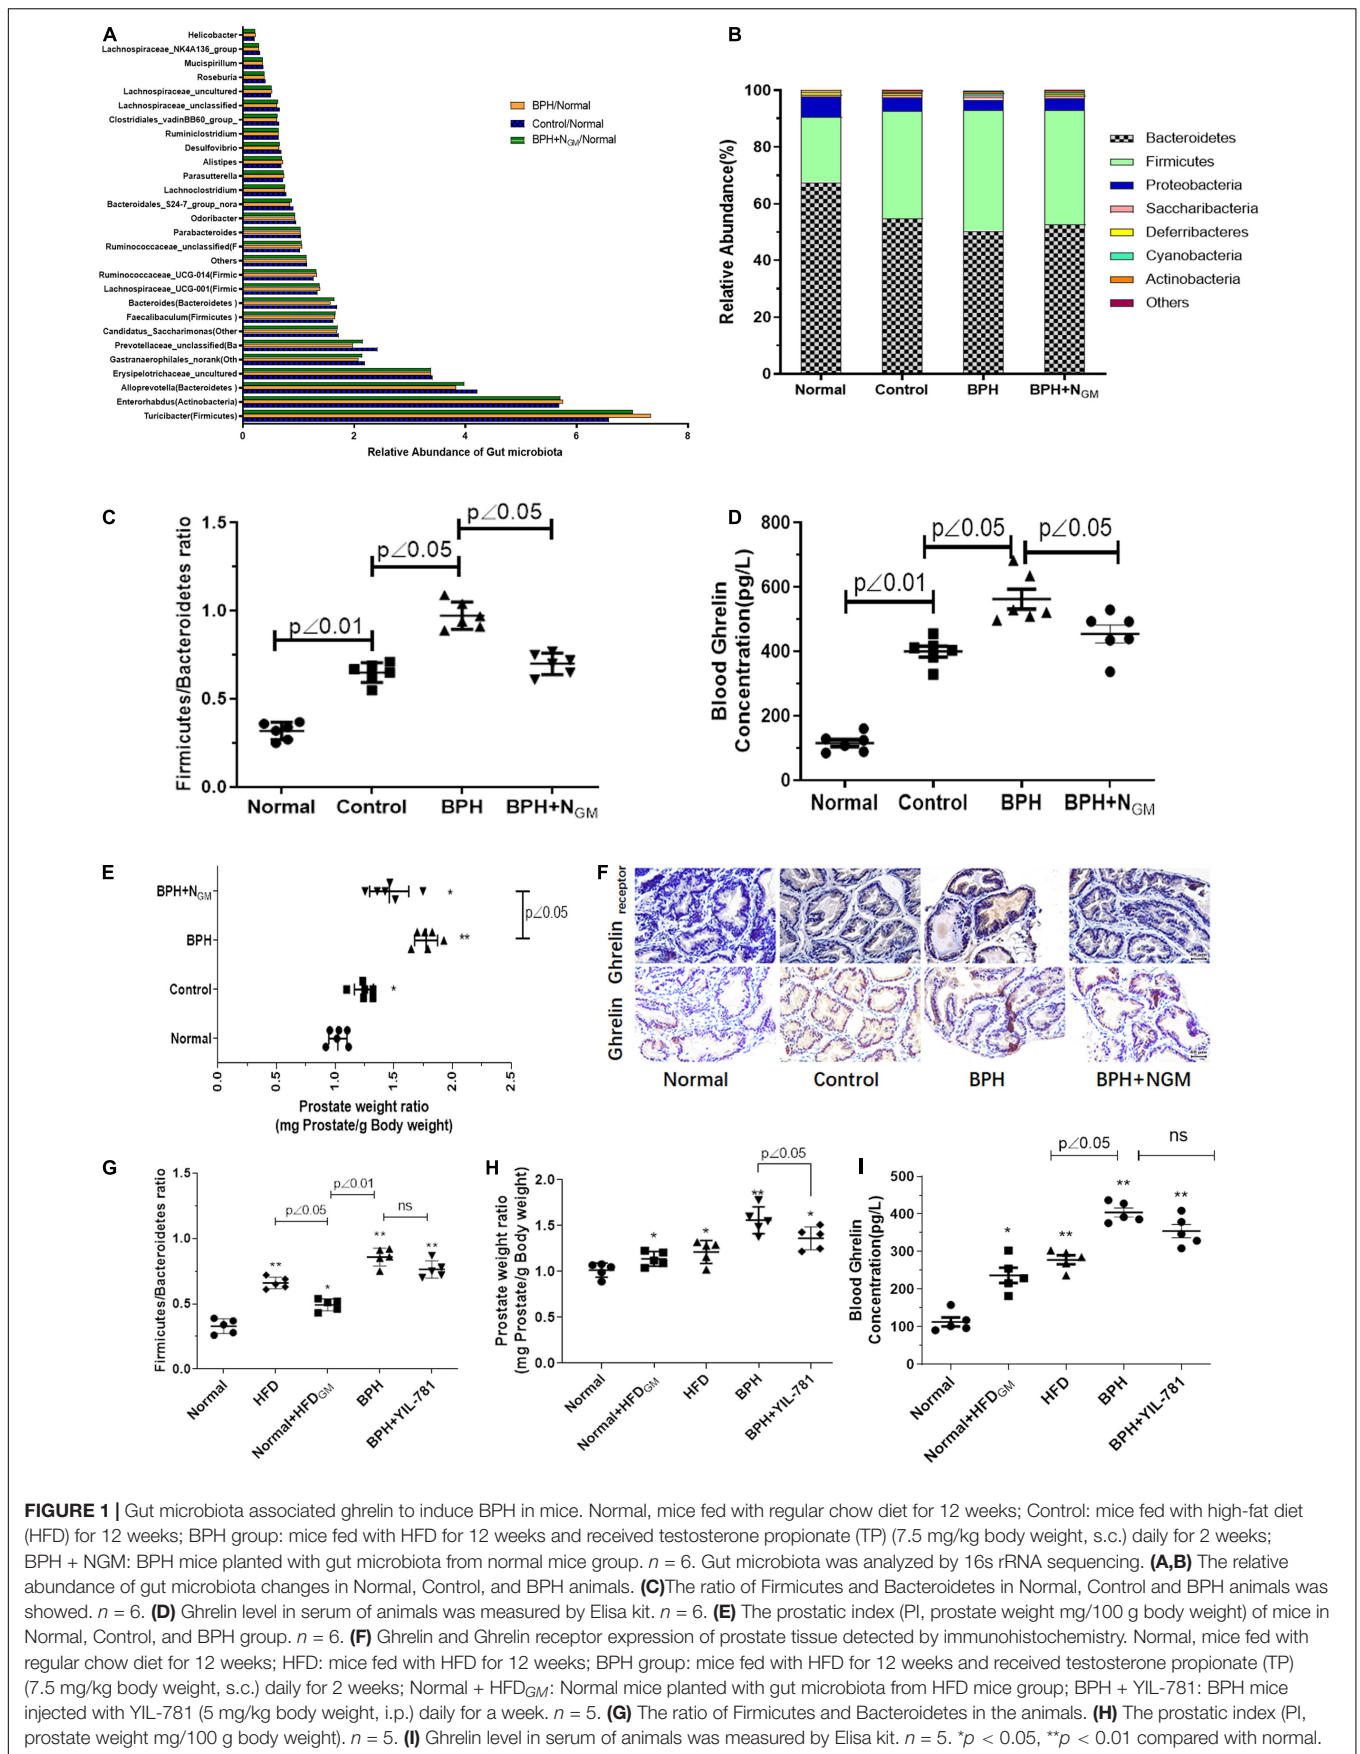 A
Helicobacter
Lachnospiraceae_NK4A136_group
Mucispirillum
Roseburia
Lachnospiraceae_uncultured
Lachnospiraceae_unclassified
Clostridiales_vadinBB60_group_
Ruminiclostridium
Desulfovibrio
Alistipes
Parasutterella
Lachnoclostridium
Bacteroidales_S24-7_group_nora
Odoribacter
Parabacteroides
Ruminococcaceae_unclassified(F
Others
Ruminococcaceae_UCG-014(Firmic
Lachnospiraceae_UCG-001(Firmic
Bacteroides(Bacteroidetes )
Faecalibaculum(Firmicutes )
Candidatus_Saccharimonas(Other
Prevotellaceae_unclassified(Ba
Gastranaerophilales_norank(Oth
Erysipelotrichaceae_uncultured
Alloprevotella(Bacteroidetes )
Enterorhabdus(Actinobacteria)
Turicibacter(Firmicutes)
0 2 4 6 8
Relative Abundance of Gut microbiota
BPH/Normal
Control/Normal
BPH+NGM/Normal
B
Relative Abundance(%)
100
80
60
40
20
0
Normal Control BPH BPH+NGM
Bacteroidetes
Firmicutes
Proteobacteria
Saccharibacteria
Deferribacteres
Cyanobacteria
Actinobacteria
Others
C
Firmicutes/Bacteroidetes ratio
1.5
1.0
0.5
0.0
p∠0.01
p∠0.05
p∠0.05
Normal Control BPH BPH+NGM
D
Blood Ghrelin
Concentration(pg/L)
800
600
400
200
0
p∠0.01
p∠0.05
p∠0.05
Normal Control BPH BPH+NGM
E
BPH+NGM
BPH
Control
Normal
*
**
*
p∠0.05
0.0 0.5 1.0 1.5 2.0 2.5
Prostate weight ratio
(mg Prostate/g Body weight)
F
Ghrelin receptor
Ghrelin
Normal Control BPH BPH+NGM
G
Firmicutes/Bacteroidetes ratio
1.5
1.0
0.5
0.0
p∠0.05
p∠0.01
ns
** * ** **
Normal HFD Normal+HFDGM BPH BPH+YIL-781
H
Prostate weight ratio
(mg Prostate/g Body weight)
2.0
1.5
1.0
0.5
0.0
p∠0.05
* * ** *
Normal Normal+HFDGM HFD BPH BPH+YIL-781
I
Blood Ghrelin
Concentration(pg/L)
500
400
300
200
100
0
p∠0.05
ns
* ** ** **
Normal Normal+HFDGM HFD BPH BPH+YIL-781
FIGURE 1 | Gut microbiota associated ghrelin to induce BPH in mice. Normal, mice fed with regular chow diet for 12 weeks; Control: mice fed with high-fat diet
(HFD) for 12 weeks; BPH group: mice fed with HFD for 12 weeks and received testosterone propionate (TP) (7.5 mg/kg body weight, s.c.) daily for 2 weeks;
BPH + NGM: BPH mice planted with gut microbiota from normal mice group. n = 6. Gut microbiota was analyzed by 16s rRNA sequencing. (A,B) The relative
abundance of gut microbiota changes in Normal, Control, and BPH animals. (C)The ratio of Firmicutes and Bacteroidetes in Normal, Control and BPH animals was
showed. n = 6. (D) Ghrelin level in serum of animals was measured by Elisa kit. n = 6. (E) The prostatic index (PI, prostate weight mg/100 g body weight) of mice in
Normal, Control, and BPH group. n = 6. (F) Ghrelin and Ghrelin receptor expression of prostate tissue detected by immunohistochemistry. Normal, mice fed with
regular chow diet for 12 weeks; HFD: mice fed with HFD for 12 weeks; BPH group: mice fed with HFD for 12 weeks and received testosterone propionate (TP)
(7.5 mg/kg body weight, s.c.) daily for 2 weeks; Normal + HFDGM: Normal mice planted with gut microbiota from HFD mice group; BPH + YIL-781: BPH mice
injected with YIL-781 (5 mg/kg body weight, i.p.) daily for a week. n = 5. (G) The ratio of Firmicutes and Bacteroidetes in the animals. (H) The prostatic index (PI,
prostate weight mg/100 g body weight). n = 5. (I) Ghrelin level in serum of animals was measured by Elisa kit. n = 5. *p < 0.05, **p < 0.01 compared with normal.